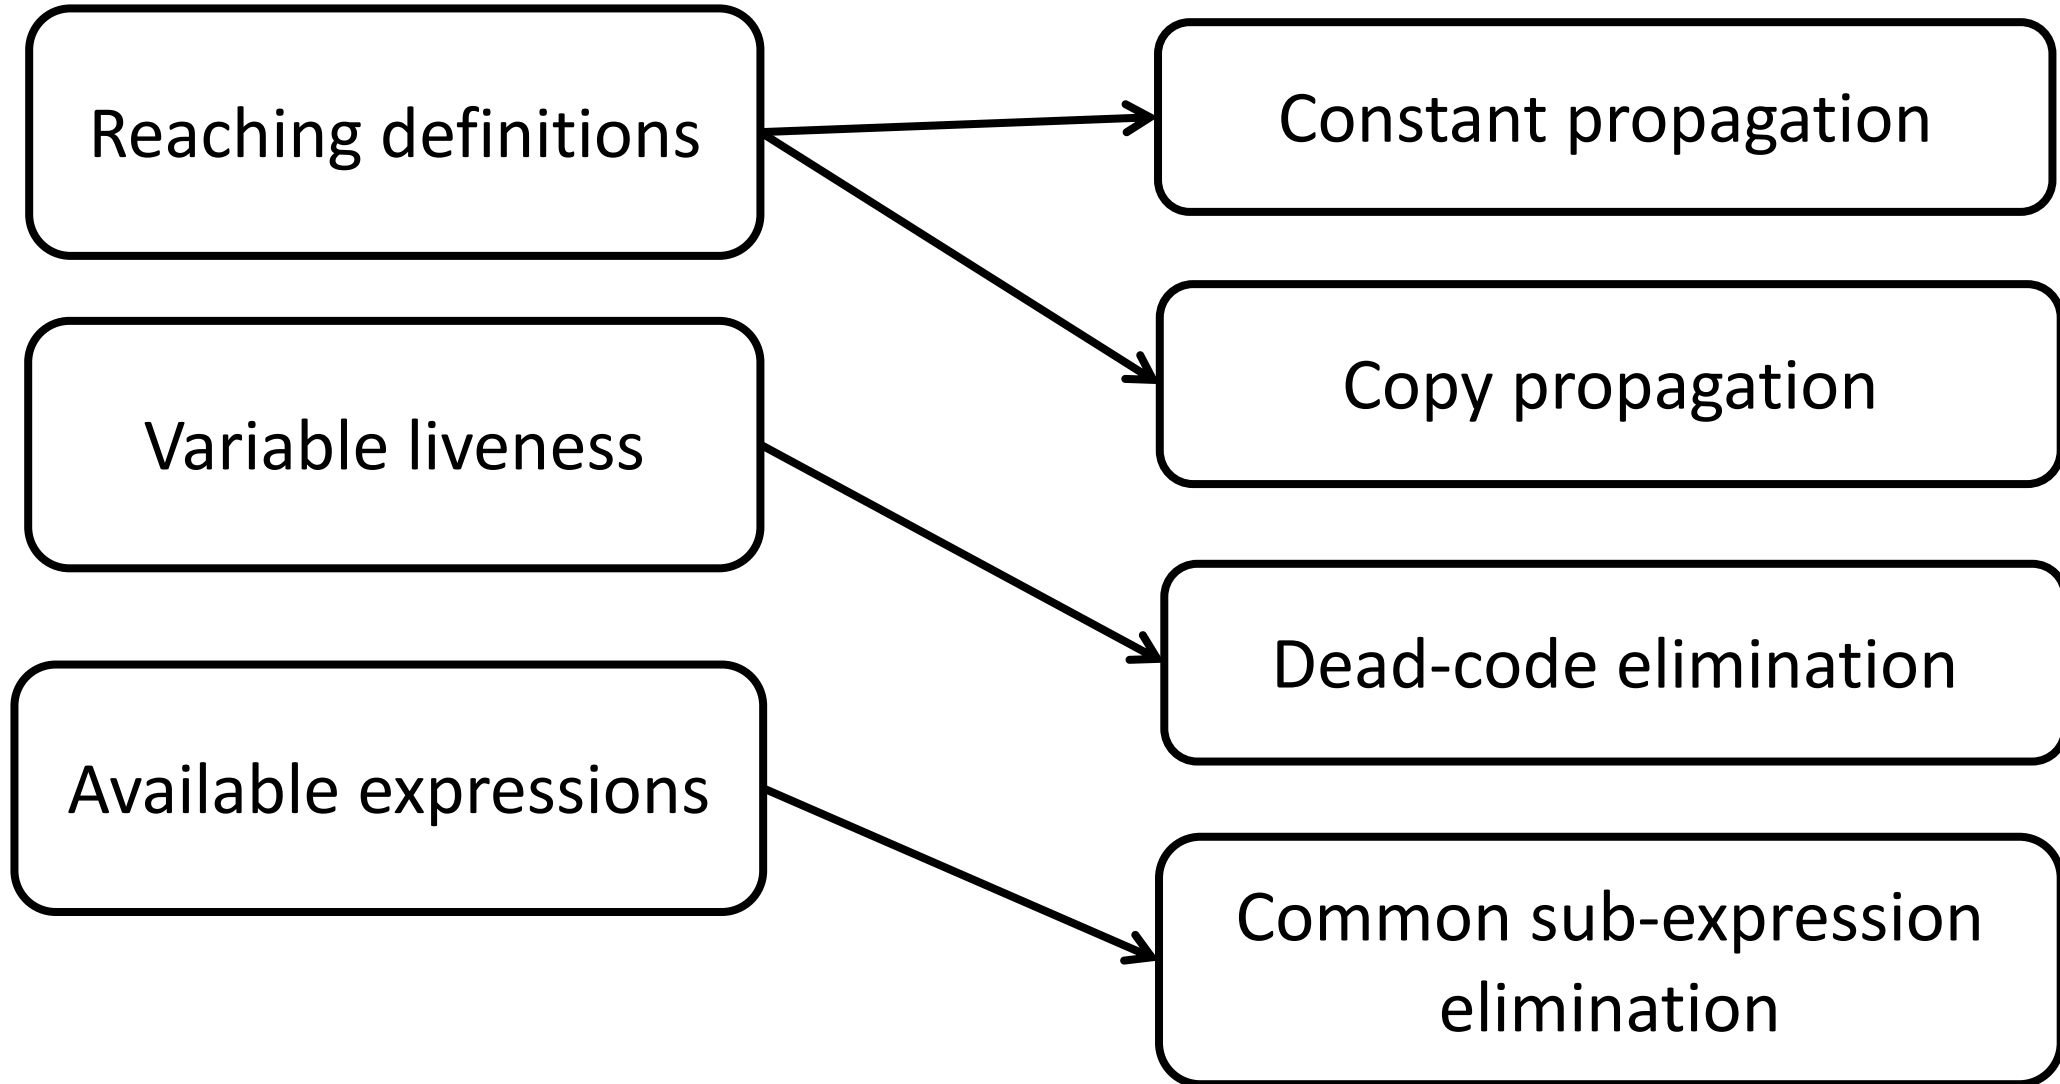 Reaching definitions
Variable liveness
Available expressions
Constant propagation
Copy propagation
Dead-code elimination
Common sub-expression
elimination